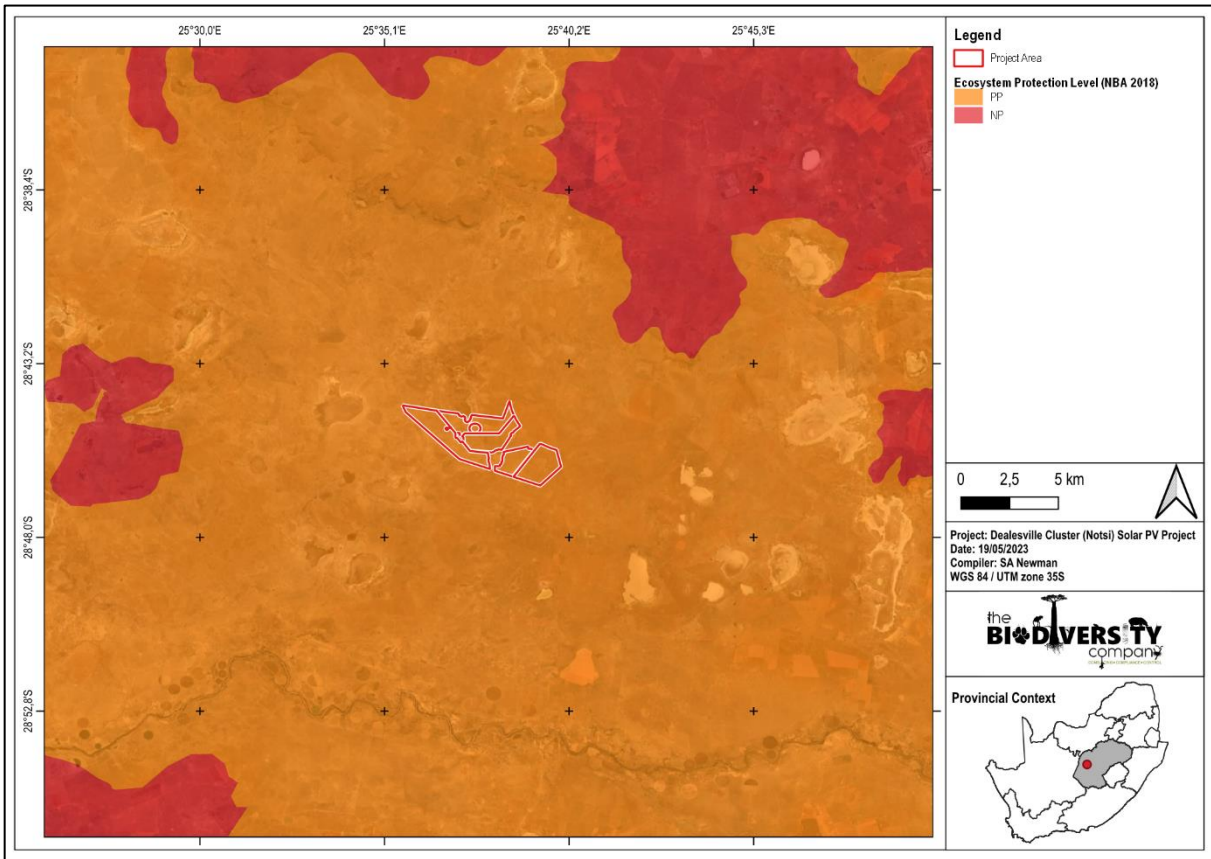 25°30,0'E 25°35,1'E 25°40,2'E 25°45,3'E
28°38,4'S
28°43,2'S
28°48,0'S
28°52,8'S
Legend
Project Area
Ecosystem Protection Level (NBA 2018)
PP
NP
0 2,5 5 km
Project: Dealesville Cluster (Notsi) Solar PV Project
Date: 19/05/2023
Compiler: SA Newman
WGS 84 / UTM zone 35S
the
BIODIVERSITY
company
Provincial Context